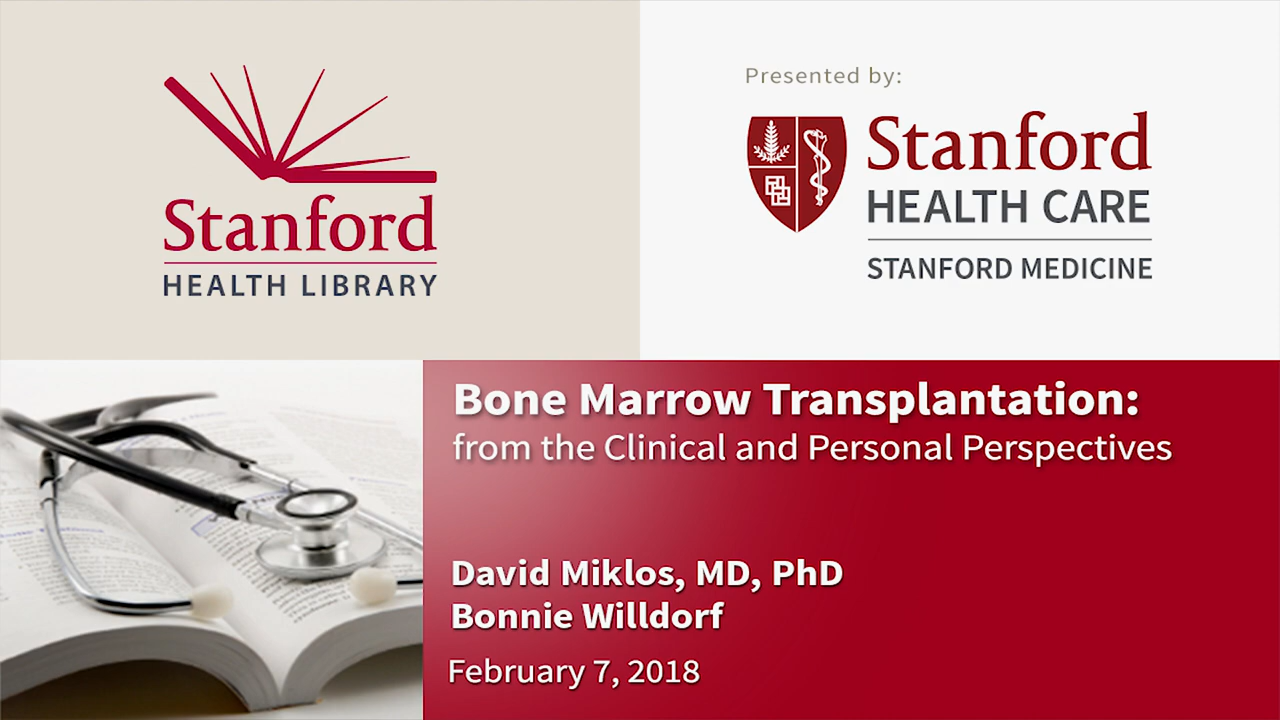 Stanford
HEALTH LIBRARY
Presented by:
Stanford
HEALTH CARE
STANFORD MEDICINE
Bone Marrow Transplantation:
from the Clinical and Personal Perspectives
David Miklos, MD, PhD
Bonnie Willdorf
February 7, 2018